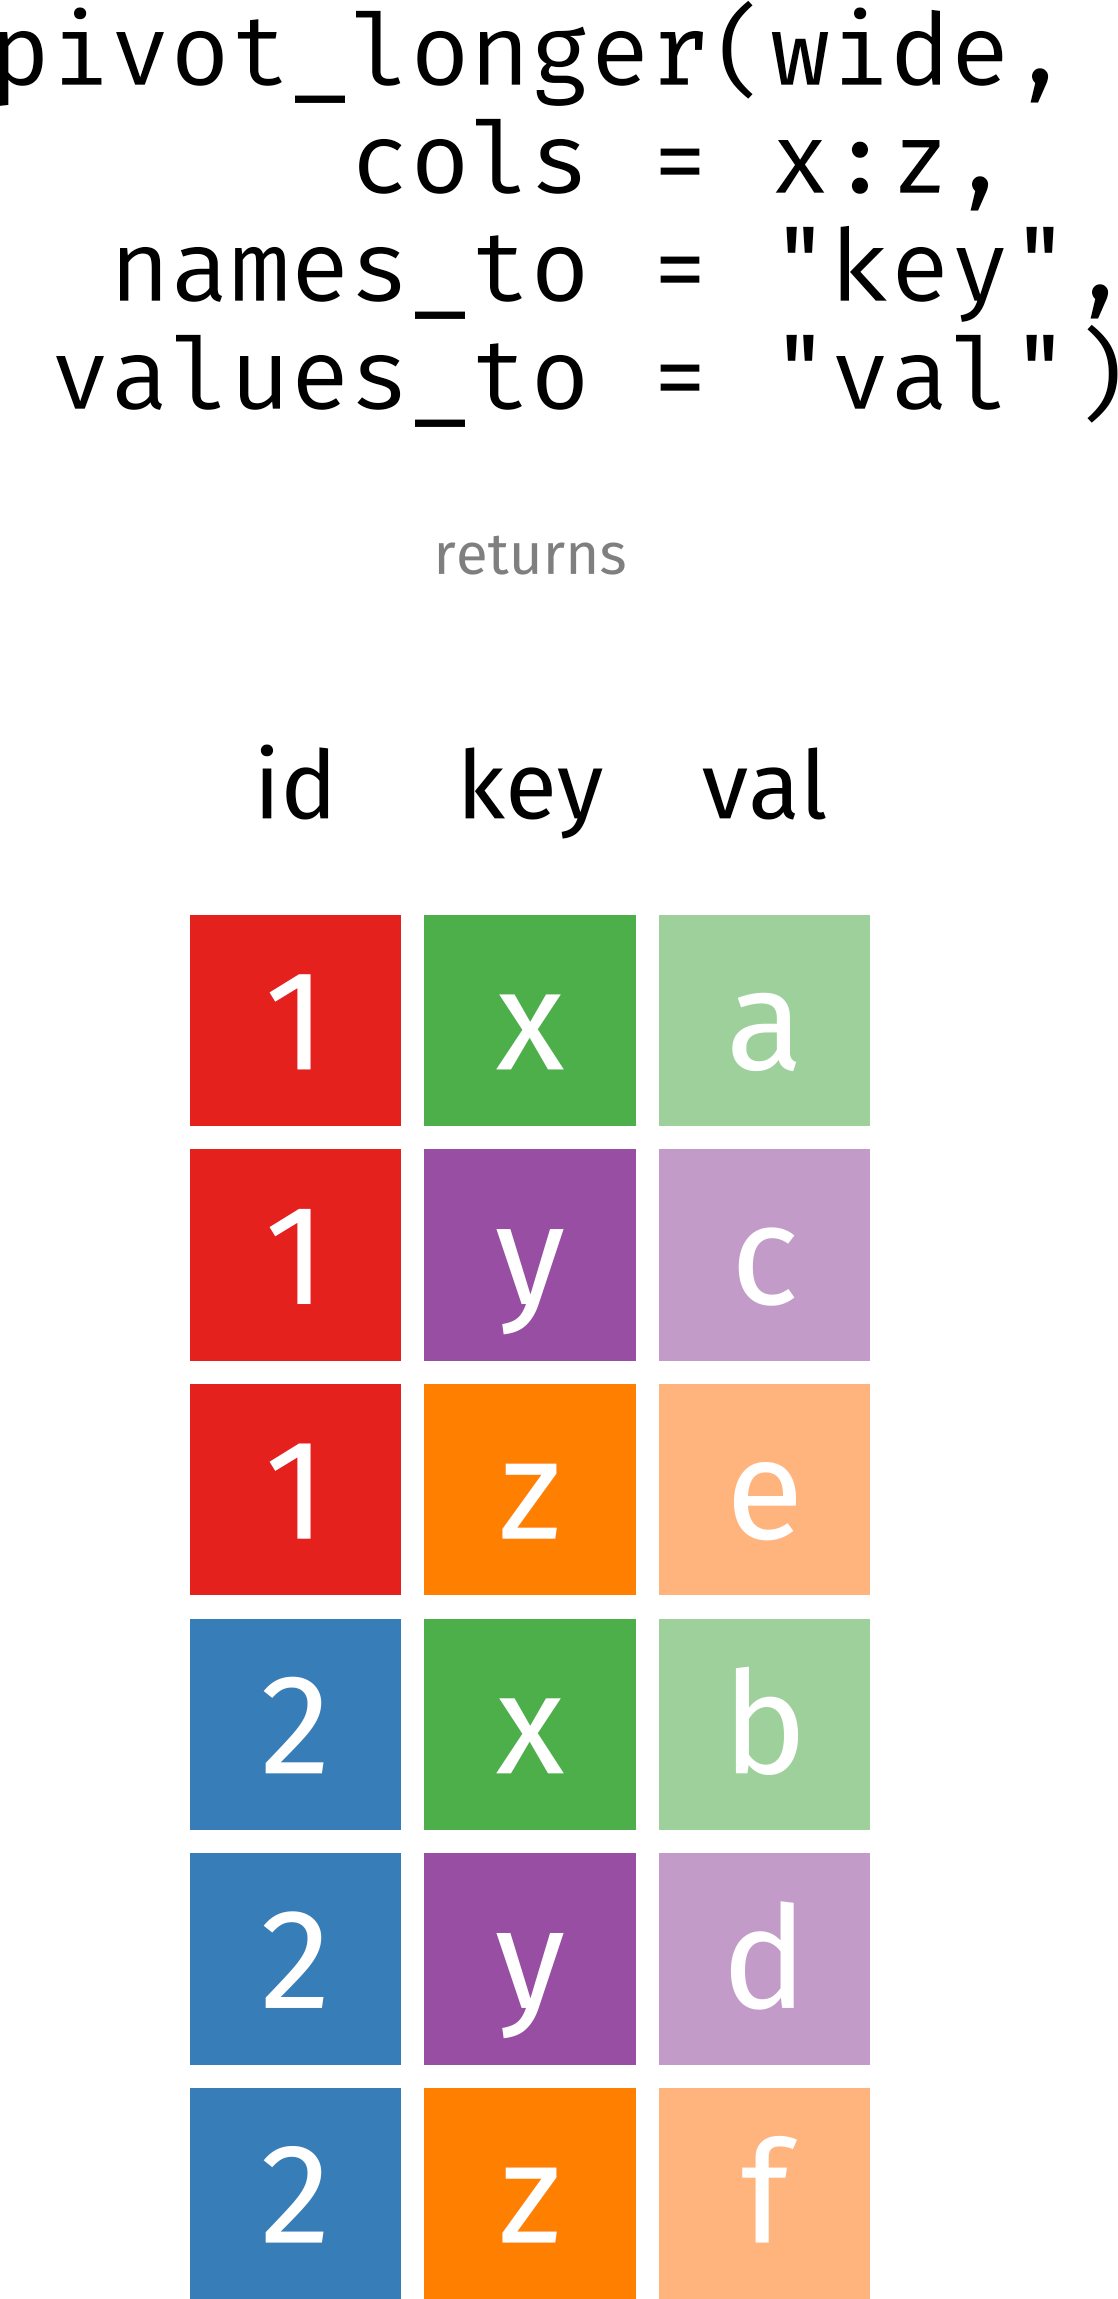 pivot_longer(wide,
cols = x:z,
names_to = "key",
values_to = "val")
returns
id key val
1 x a
1 y c
1 z e
2 x b
2 y d
2 z f